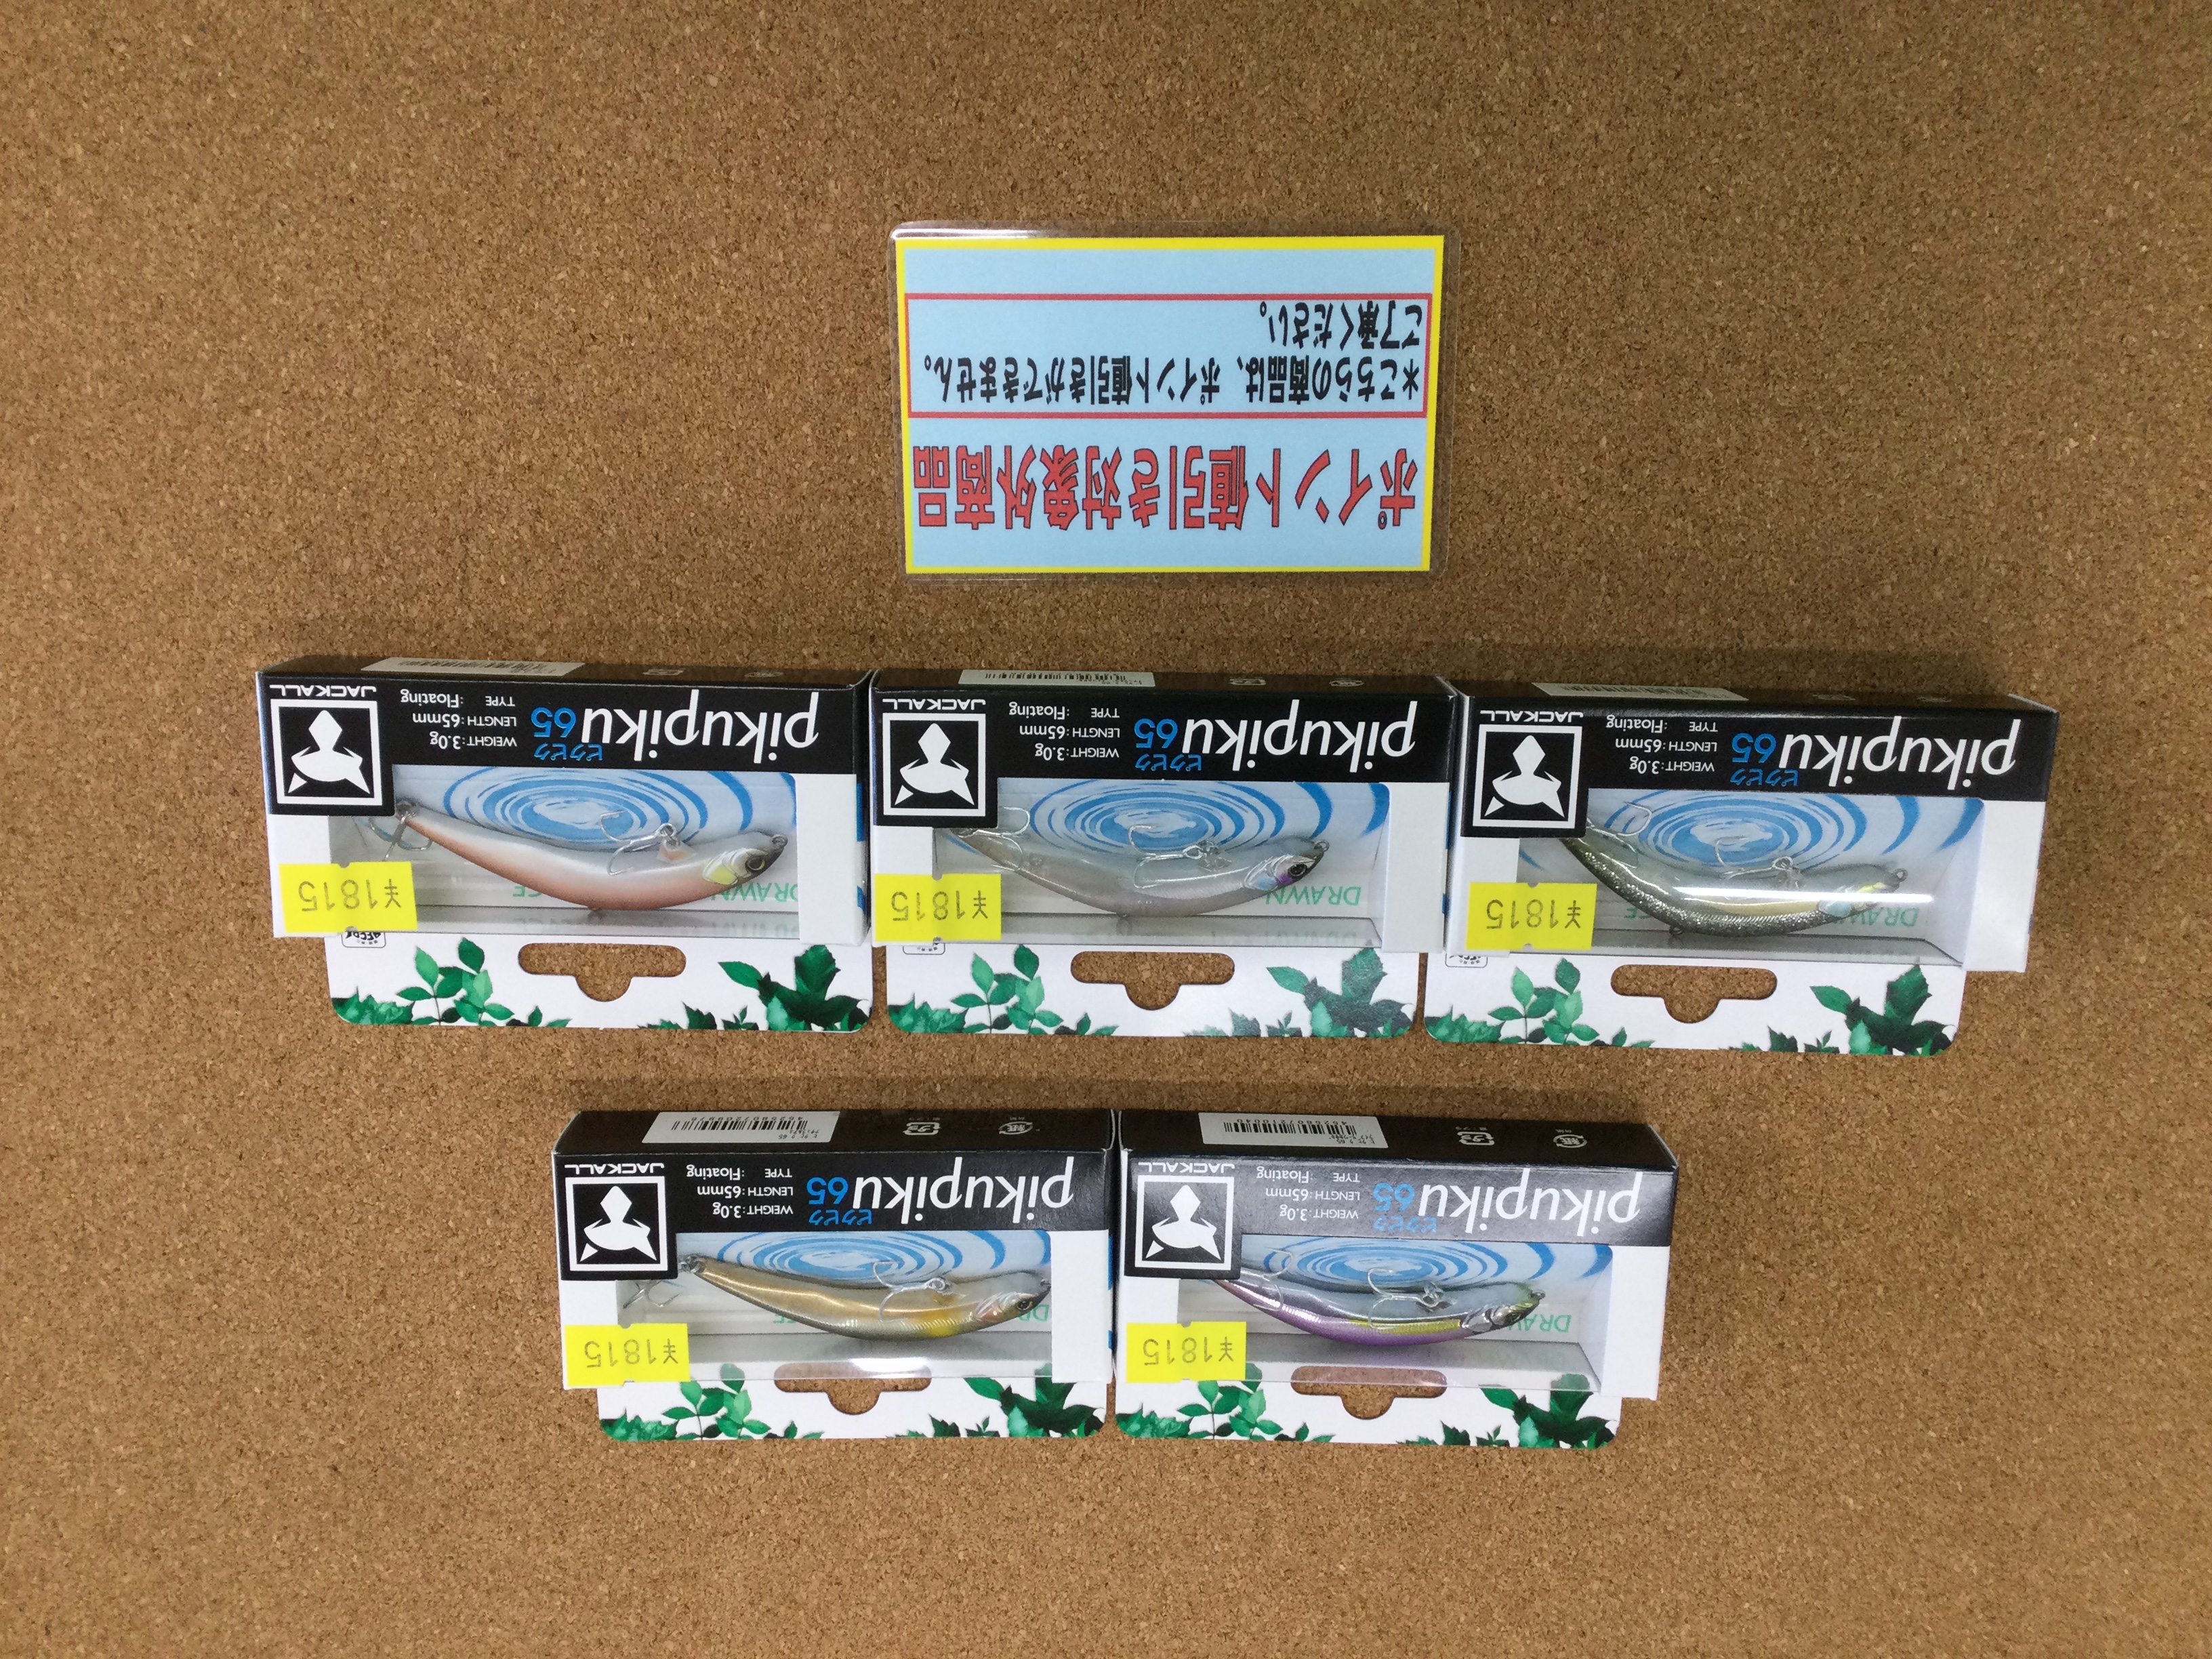 ¥1815
ピクピク
pikupiku 65
WEIGHT:3.0g
LENGTH:65mm
TYPE :Floating
JACKALL
¥1815
ピクピク
pikupiku 65
WEIGHT:3.0g
LENGTH:65mm
TYPE :Floating
JACKALL
DRAWN
¥1815
ピクピク
pikupiku 65
WEIGHT:3.0g
LENGTH:65mm
TYPE :Floating
JACKALL
DRAWN
¥1815
ピクピク
pikupiku 65
WEIGHT:3.0g
LENGTH:65mm
TYPE :Floating
JACKALL
DRAWN
¥1815
ピクピク
pikupiku 65
WEIGHT:3.0g
LENGTH:65mm
TYPE :Floating
JACKALL
ポイント値引き対象外商品
*こちらの商品は、ポイント値引きができません。
ご了承ください。